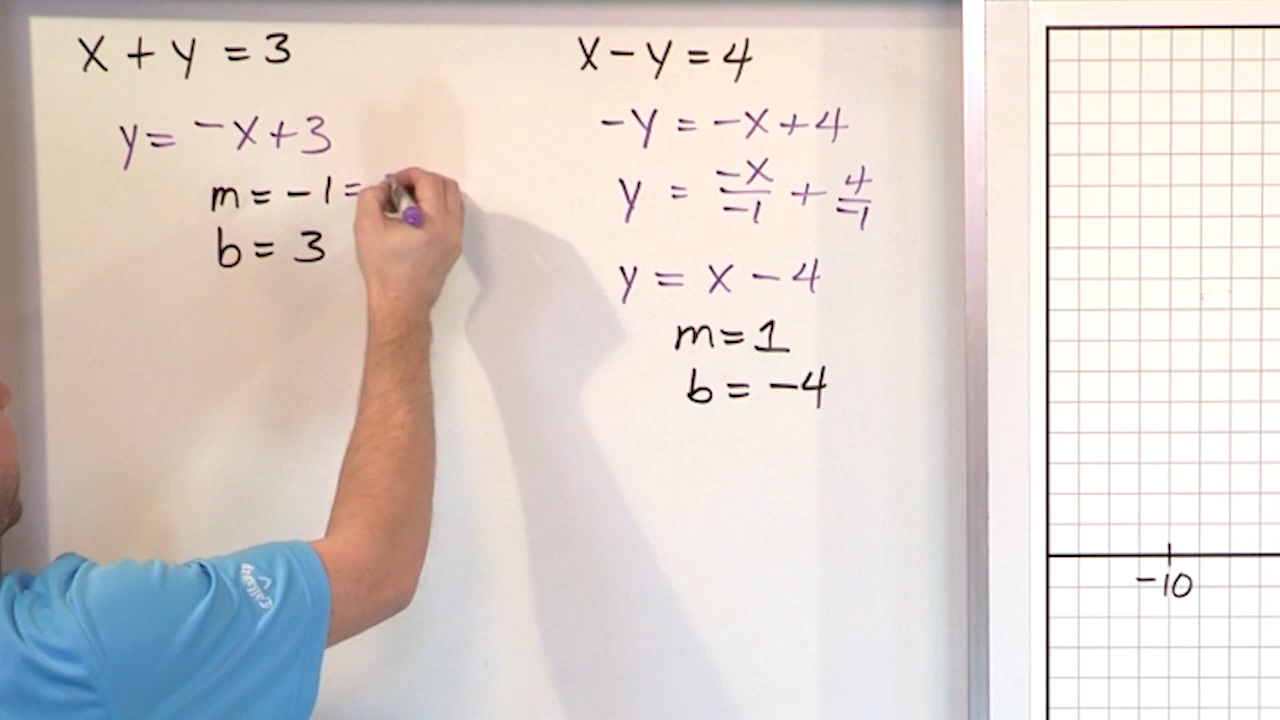 x + y = 3
y = -x+3
m = -1 =
b = 3
x - y = 4
-y = -x+4
y = -x/-1 + 4/-1
y = x - 4
m = 1
b = -4
-10